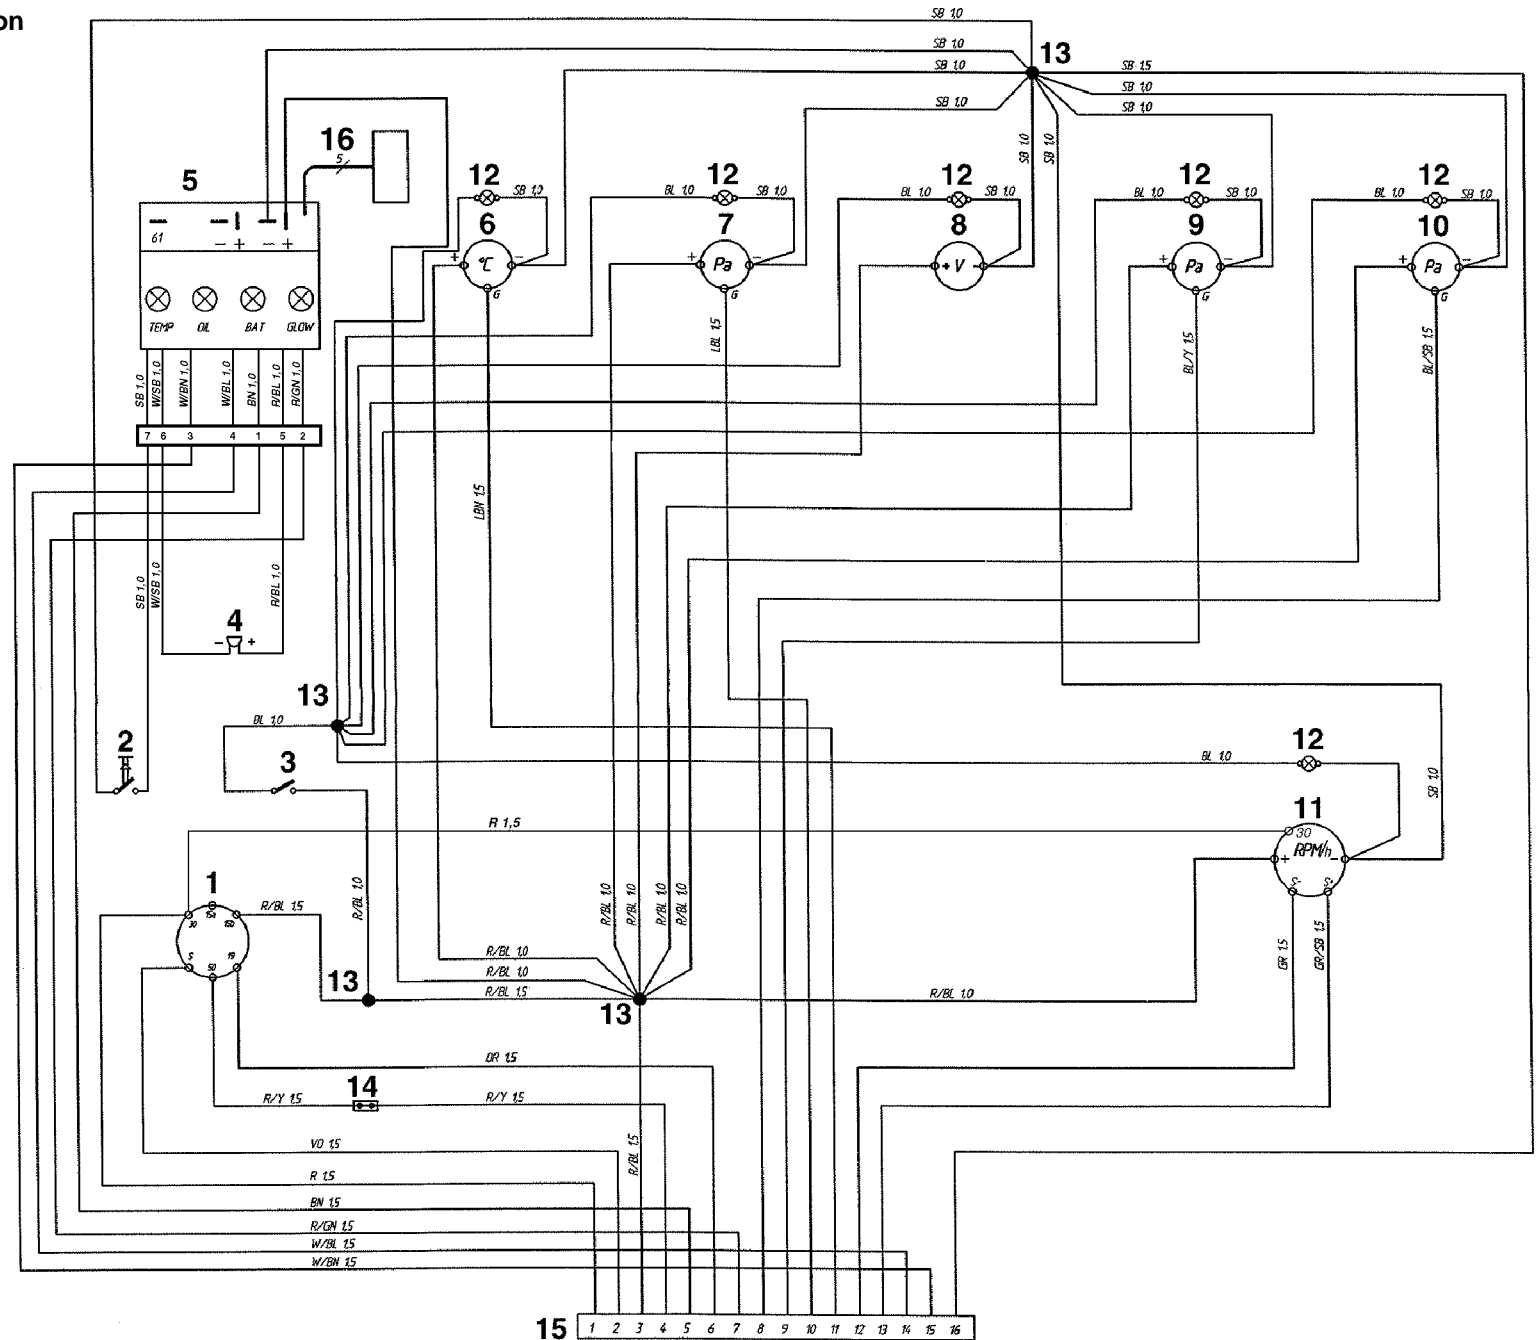 on
SB 1,0
SB 1,0
13
SB 1,0
SB 1,5
SB 1,0
SB 1,0
SB 1,0
16
5
SB 1,0
SB 1,0
5
12
12
12
12
12
SB 1,0
BL 1,0
SB 1,0
BL 1,0
SB 1,0
BL 1,0
SB 1,0
BL 1,0
SB 1,0
6
7
8
9
10
61
- + - +
+ °C -
G
+ Pa -
G
+ V -
+ Pa -
G
+ Pa -
G
TEMP OIL BAT GLOW
LBL 1,5
BL/Y 1,5
BL/SB 1,5
SB 1,0
W/SB 1,0
W/BN 1,0
W/BL 1,0
BN 1,0
R/BL 1,0
R/GN 1,0
7 6 3 4 1 5 2
LBN 1,5
SB 1,0
W/SB 1,0
R/BL 1,0
4
- +
13
BL 1,0
2
3
12
BL 1,0
SB 1,0
R 1,5
11
30
RPM/h
+ -
S- S+
1
30 15a 15b
S 50 19
R/BL 1,5
R/BL 1,0
R/BL 1,0
R/BL 1,0
R/BL 1,0
R/BL 1,0
GR 1,5
GR/SB 1,5
R/BL 1,0
R/BL 1,0
13
R/BL 1,5
13
R/BL 1,0
OR 1,5
14
R/Y 1,5
R/Y 1,5
VO 1,5
R/BL 1,5
R 1,5
BN 1,5
R/GN 1,5
W/BL 1,5
W/BN 1,5
15
1 2 3 4 5 6 7 8 9 10 11 12 13 14 15 16